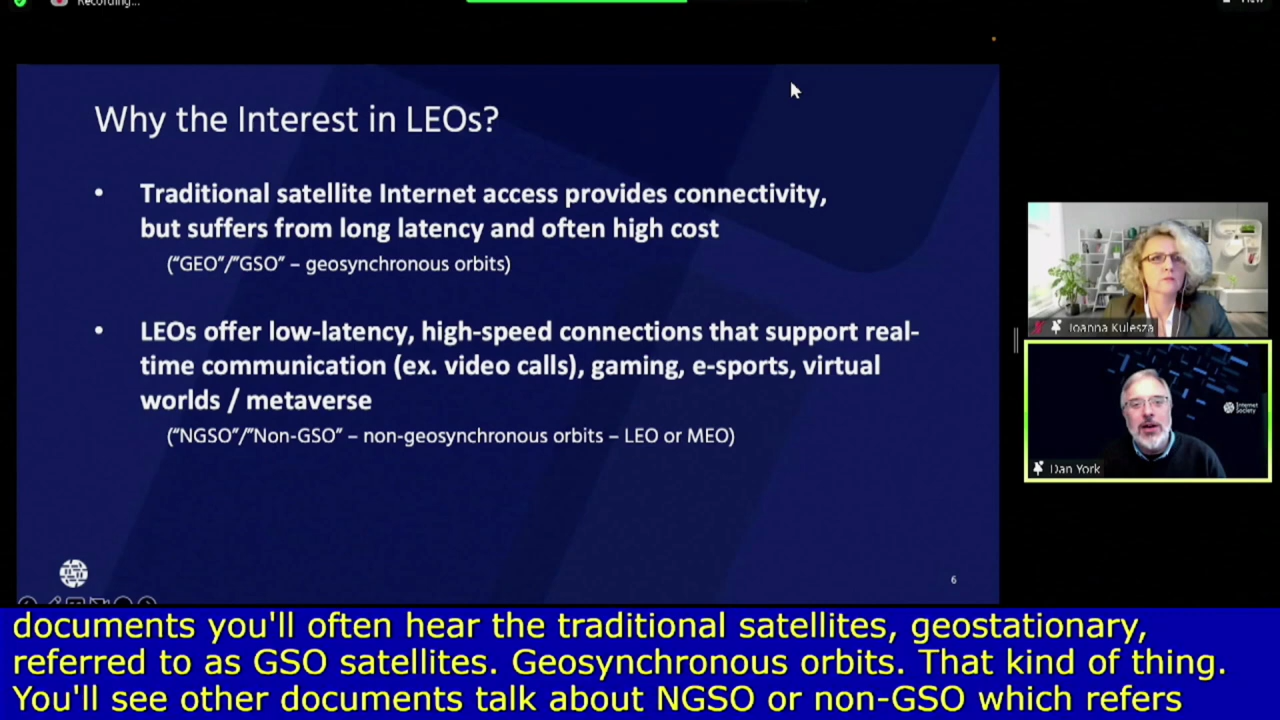 Recording...
View
Why the Interest in LEOs?
• Traditional satellite Internet access provides connectivity,
but suffers from long latency and often high cost
(“GEO”/”GSO” – geosynchronous orbits)
• LEOs offer low-latency, high-speed connections that support real-
time communication (ex. video calls), gaming, e-sports, virtual
worlds / metaverse
(“NGSO”/”Non-GSO” – non-geosynchronous orbits – LEO or MEO)
6
Joanna Kulesza
Internet
Society
Dan York
documents you'll often hear the traditional satellites, geostationary,
referred to as GSO satellites. Geosynchronous orbits. That kind of thing.
You'll see other documents talk about NGSO or non-GSO which refers